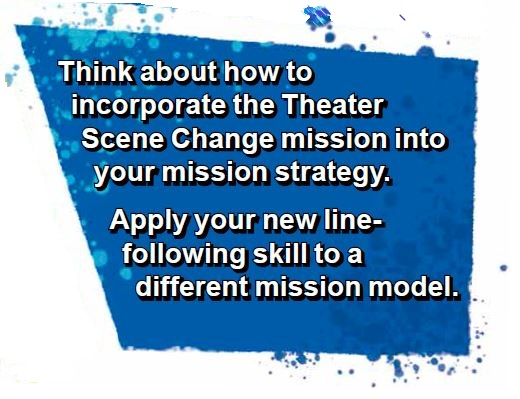 Think about how to
incorporate the Theater
Scene Change mission into
your mission strategy.
Apply your new line-
following skill to a
different mission model.